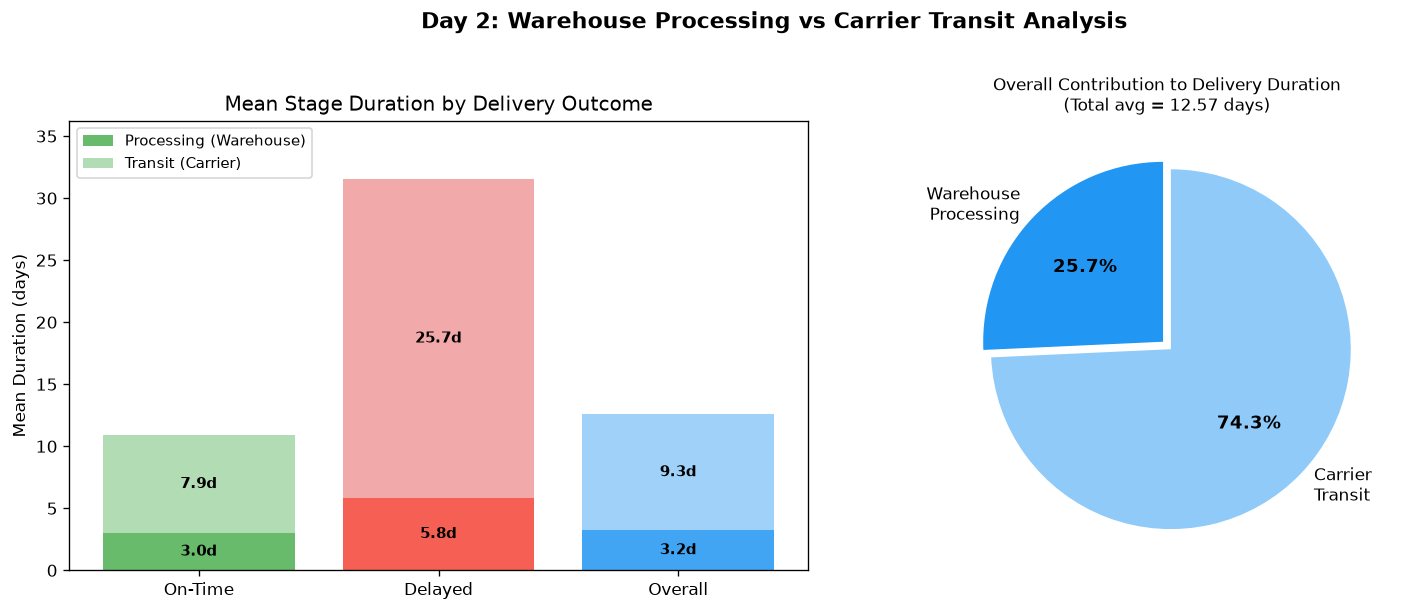 Day 2: Warehouse Processing vs Carrier Transit Analysis
Mean Stage Duration by Delivery Outcome
Processing (Warehouse)
Transit (Carrier)
Mean Duration (days)
35
30
25
20
15
10
5
0
7.9d
3.0d
25.7d
5.8d
9.3d
3.2d
On-Time
Delayed
Overall
Overall Contribution to Delivery Duration
(Total avg = 12.57 days)
Warehouse
Processing
25.7%
74.3%
Carrier
Transit